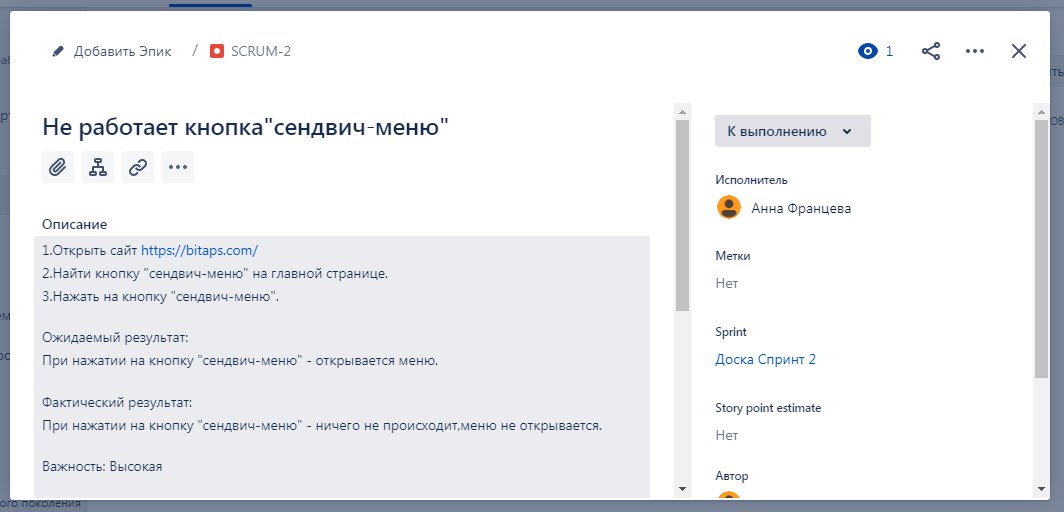 Добавить Эпик / SCRUM-2
1
Не работает кнопка"сендвич-меню"
Описание
1.Открыть сайт https://bitaps.com/
2.Найти кнопку "сендвич-меню" на главной странице.
3.Нажать на кнопку "сендвич-меню".
Ожидаемый результат:
При нажатии на кнопку "сендвич-меню" - открывается меню.
Фактический результат:
При нажатии на кнопку "сендвич-меню" - ничего не происходит,меню не открывается.
Важность: Высокая
К выполнению
Исполнитель
Анна Францева
Метки
Нет
Sprint
Доска Спринт 2
Story point estimate
Нет
Автор